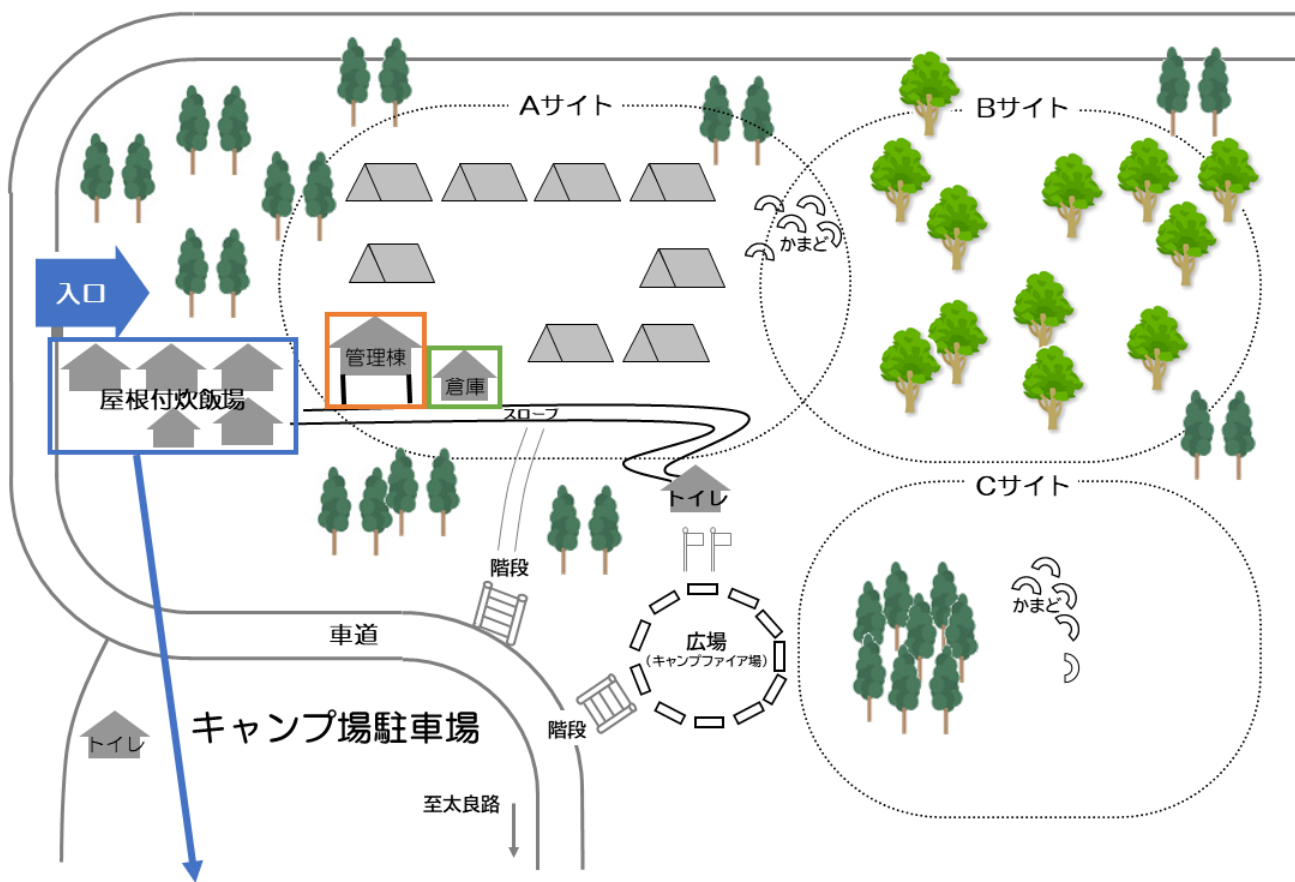 Aサイト
Bサイト
かまど
入口
管理棟
倉庫
屋根付炊飯場
スロープ
トイレ
Cサイト
階段
かまど
車道
広場
（キャンプファイア場）
トイレ
キャンプ場駐車場
階段
至太良路